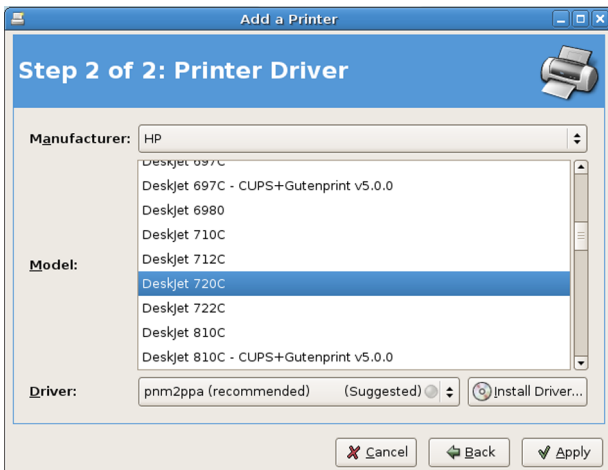 Add a Printer
Step 2 of 2: Printer Driver
Manufacturer: HP
DeskJet 697C
DeskJet 697C - CUPS+Gutenprint v5.0.0
DeskJet 6980
DeskJet 710C
DeskJet 712C
Model:
DeskJet 720C
DeskJet 722C
DeskJet 810C
DeskJet 810C - CUPS+Gutenprint v5.0.0
Driver: pnm2ppa (recommended) (Suggested) Install Driver...
Cancel Back Apply